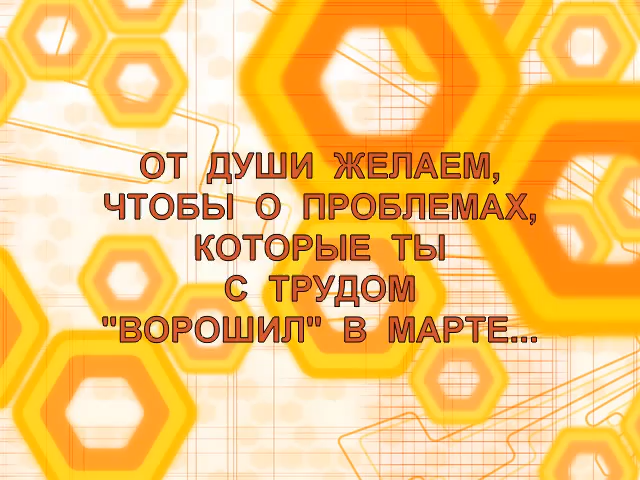 ОТ ДУШИ ЖЕЛАЕМ,
ЧТОБЫ О ПРОБЛЕМАХ,
КОТОРЫЕ ТЫ
С ТРУДОМ
"ВОРОШИЛ" В МАРТЕ...